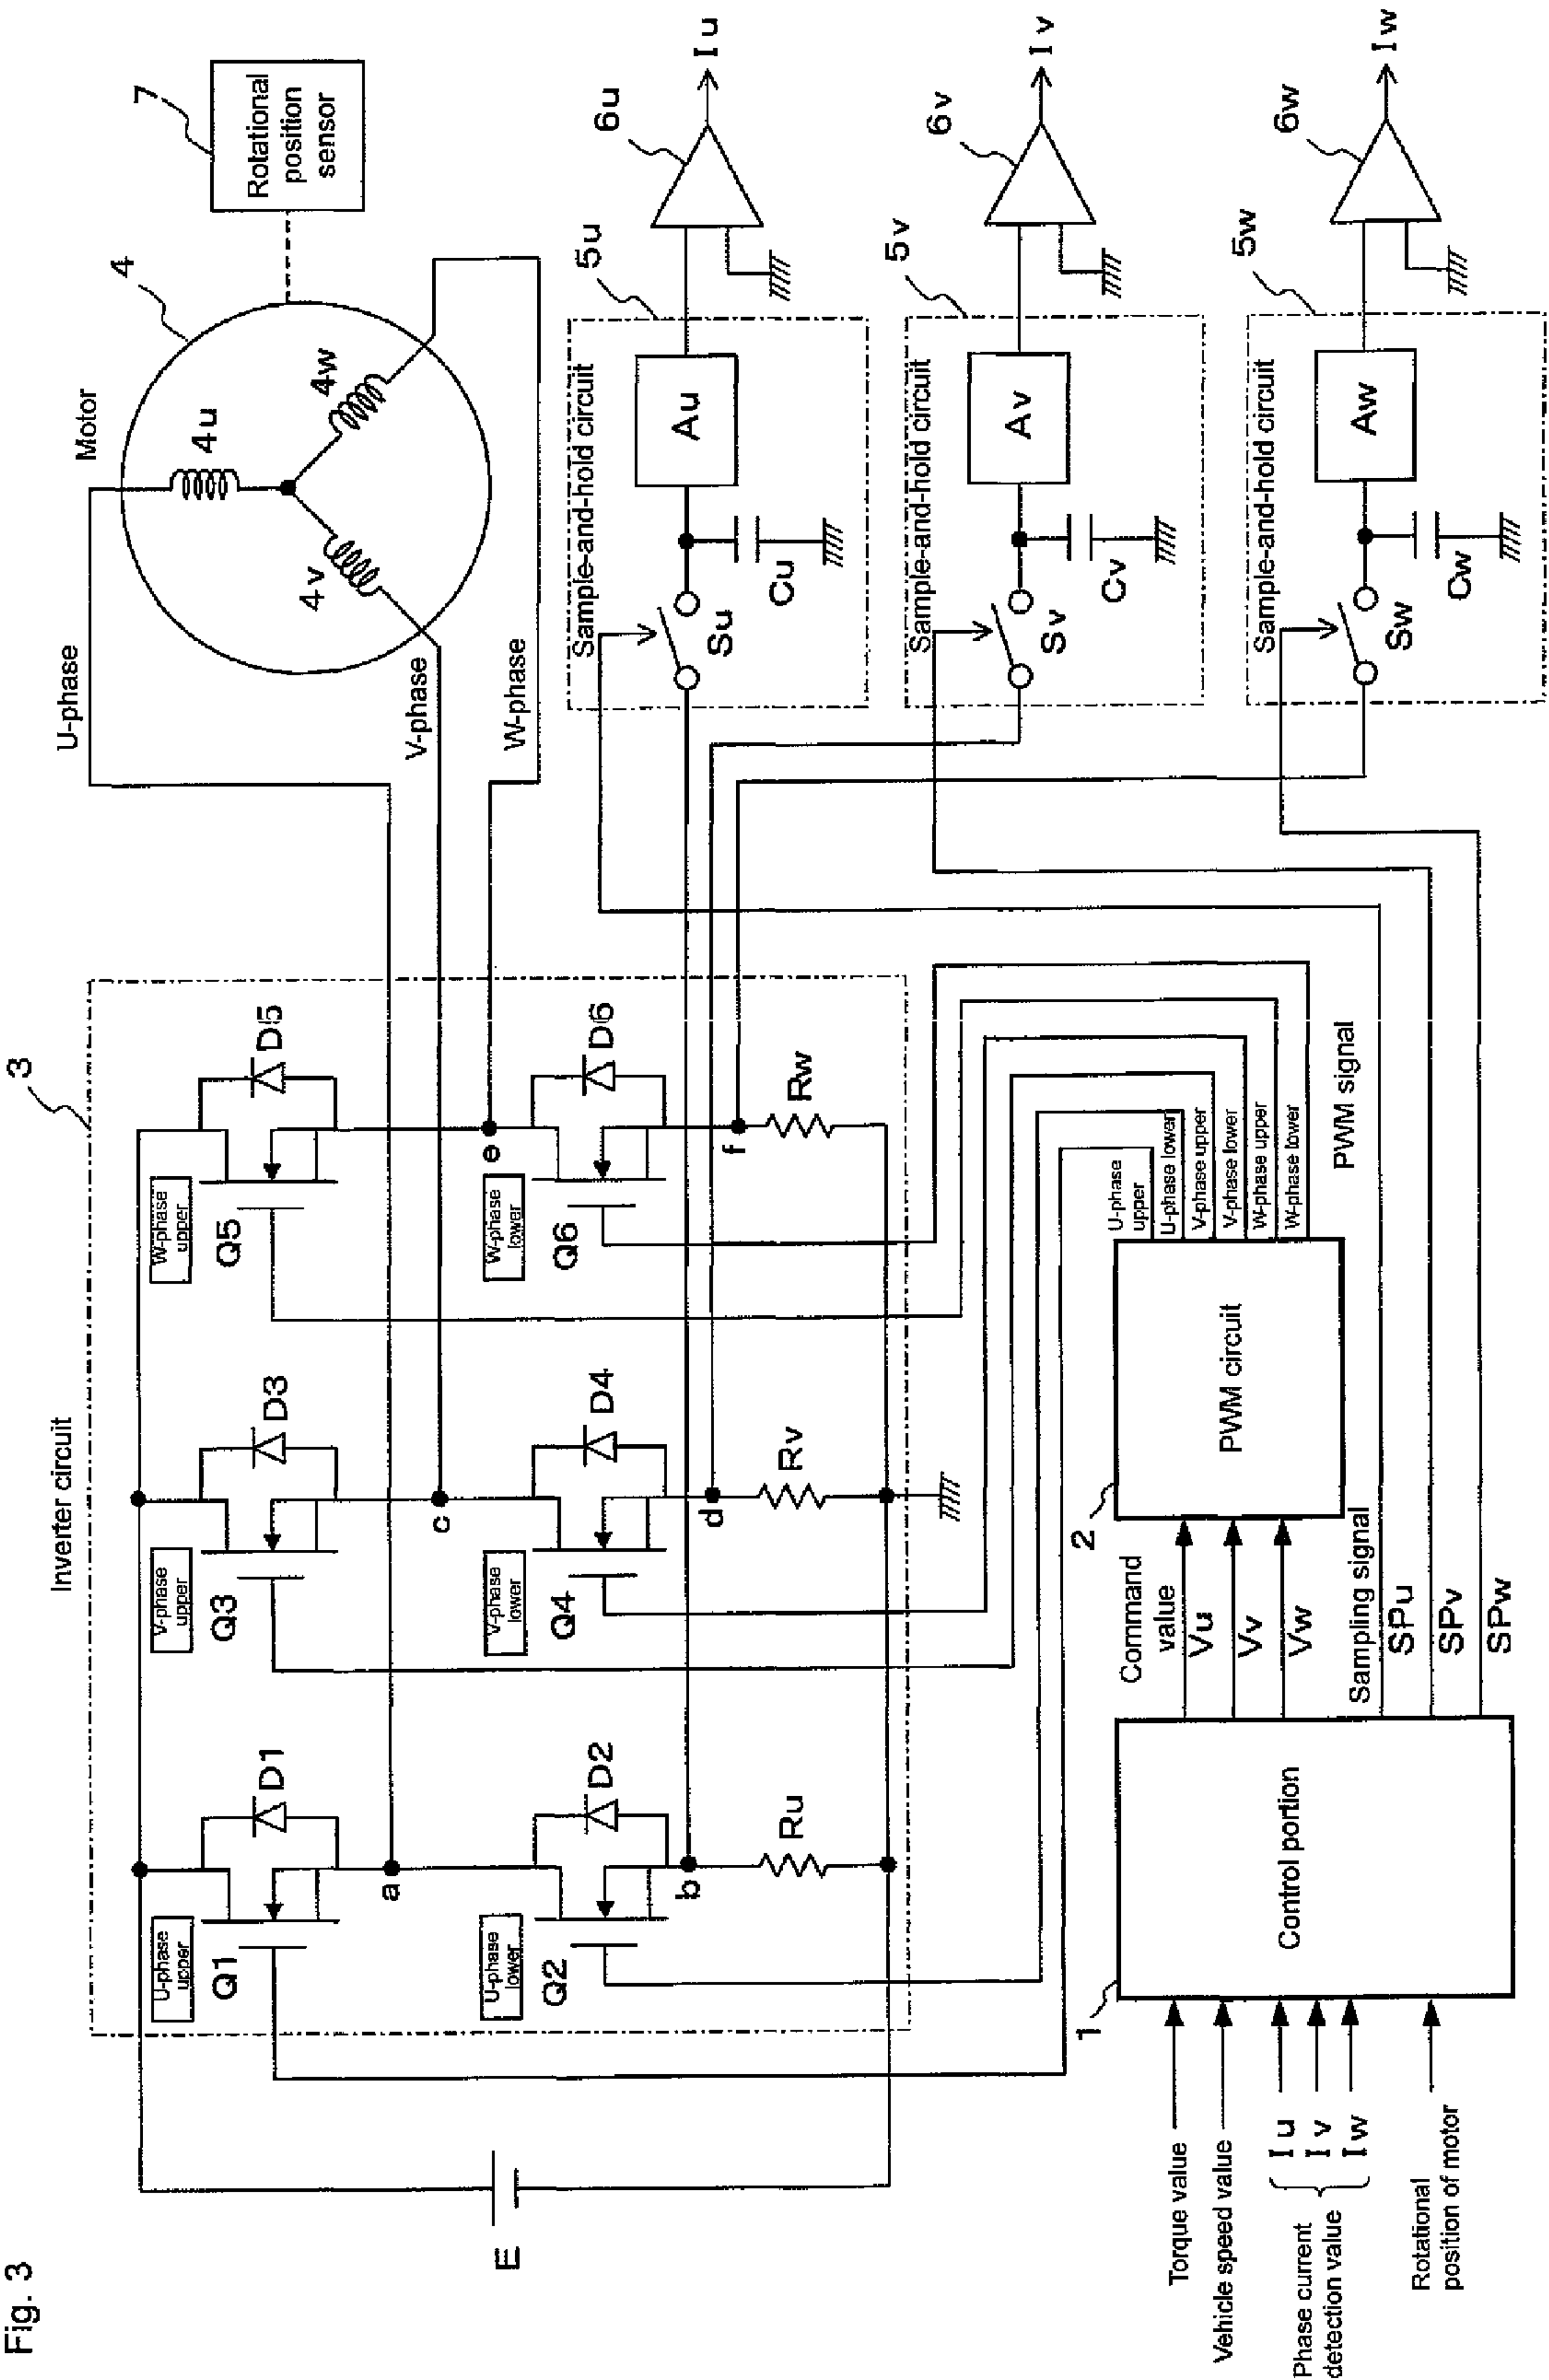 Fig. 3
Inverter circuit
3
U-phase
upper
Q1
D1
V-phase
upper
Q3
D3
W-phase
upper
Q5
D5
a
c
e
U-phase
lower
Q2
D2
V-phase
lower
Q4
D4
W-phase
lower
Q6
D6
b
d
f
Ru
Rv
Rw
E
U-phase
V-phase
W-phase
Motor
4
4u
4v
4w
7
Rotational
position
sensor
Sample-and-hold circuit
5u
Su
Cu
Au
6u
Iu
Sample-and-hold circuit
5v
Sv
Cv
Av
6v
Iv
Sample-and-hold circuit
5w
Sw
Cw
Aw
6w
Iw
Torque value
Vehicle speed value
Phase current
detection value
Iu
Iv
Iw
Rotational
position of motor
1
Control portion
Command
value
Vu
Vv
Vw
Sampling signal
SPu
SPv
SPw
2
PWM circuit
U-phase
upper
U-phase lower
V-phase upper
V-phase lower
W-phase upper
W-phase lower
PWM signal